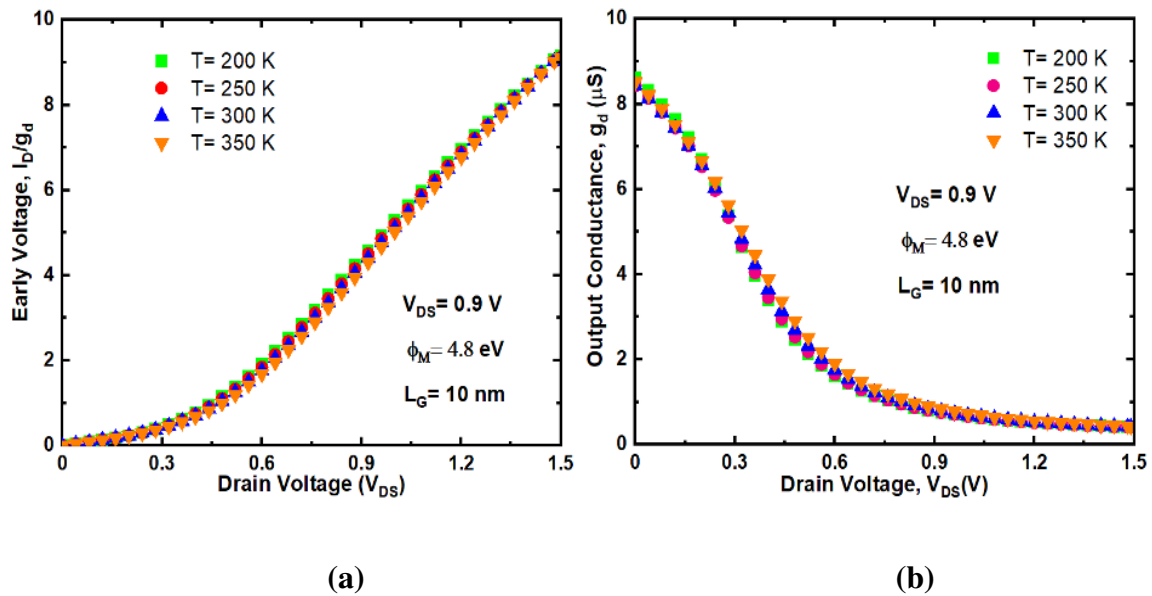 T= 200 K
T= 250 K
T= 300 K
T= 350 K
V_DS= 0.9 V
ϕ_M= 4.8 eV
L_G= 10 nm
Early Voltage, I_D/g_d
10
8
6
4
2
0
0 0.3 0.6 0.9 1.2 1.5
Drain Voltage (V_DS)
(a)
T= 200 K
T= 250 K
T= 300 K
T= 350 K
V_DS= 0.9 V
ϕ_M= 4.8 eV
L_G= 10 nm
Output Conductance, g_d (μS)
10
8
6
4
2
0
0 0.3 0.6 0.9 1.2 1.5
Drain Voltage, V_DS(V)
(b)